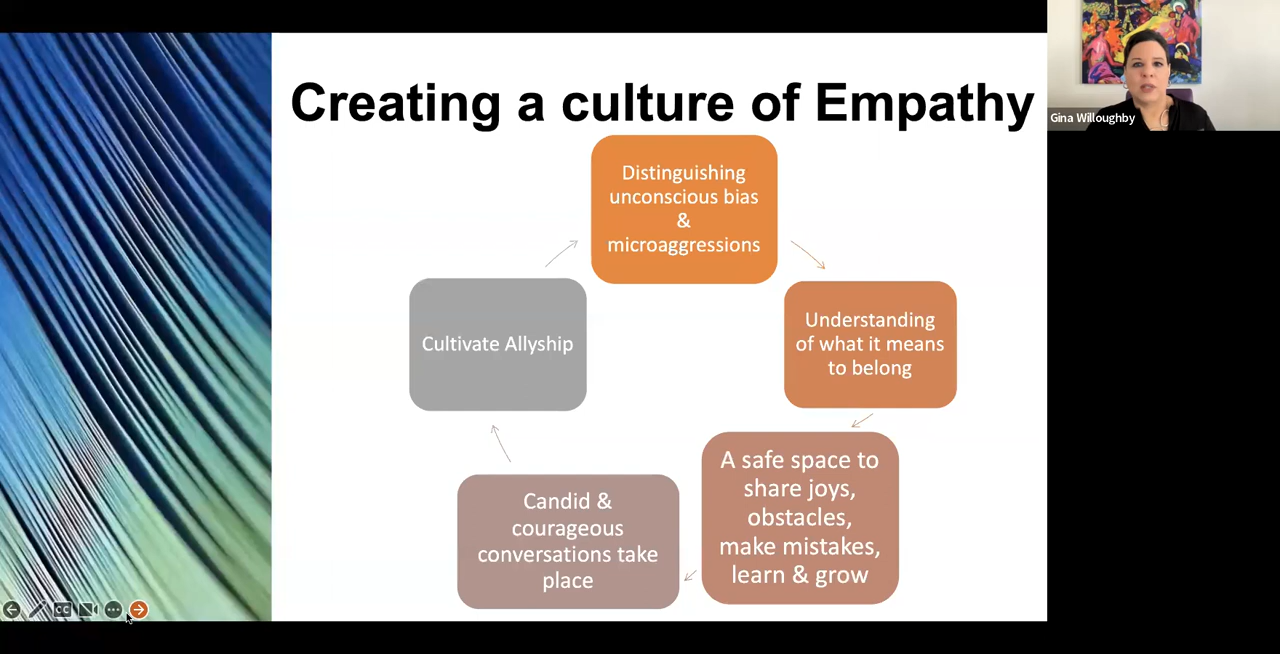 Creating a culture of Empathy
Gina Willoughby
Distinguishing
unconscious bias
&
microaggressions
Understanding
of what it means
to belong
A safe space to
share joys,
obstacles,
make mistakes,
learn & grow
Candid &
courageous
conversations take
place
Cultivate Allyship
CC